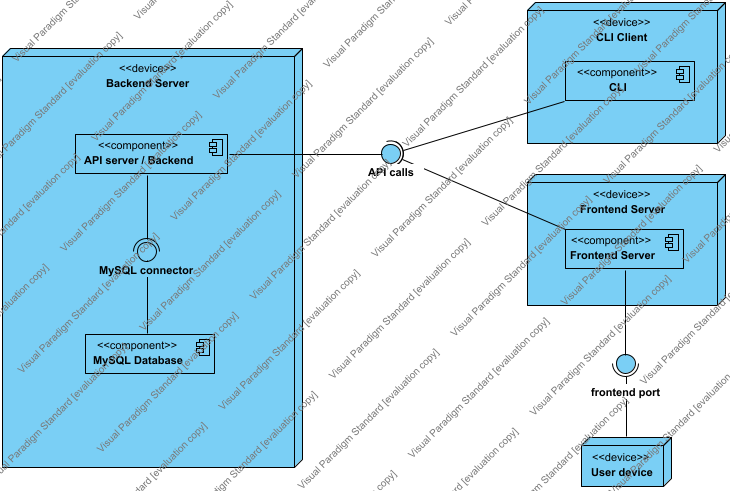 <<device>>
Backend Server
<<component>>
API server / Backend
MySQL connector
<<component>>
MySQL Database
API calls
<<device>>
CLI Client
<<component>>
CLI
<<device>>
Frontend Server
<<component>>
Frontend Server
frontend port
<<device>>
User device
Visual Paradigm Standard [evaluation copy]